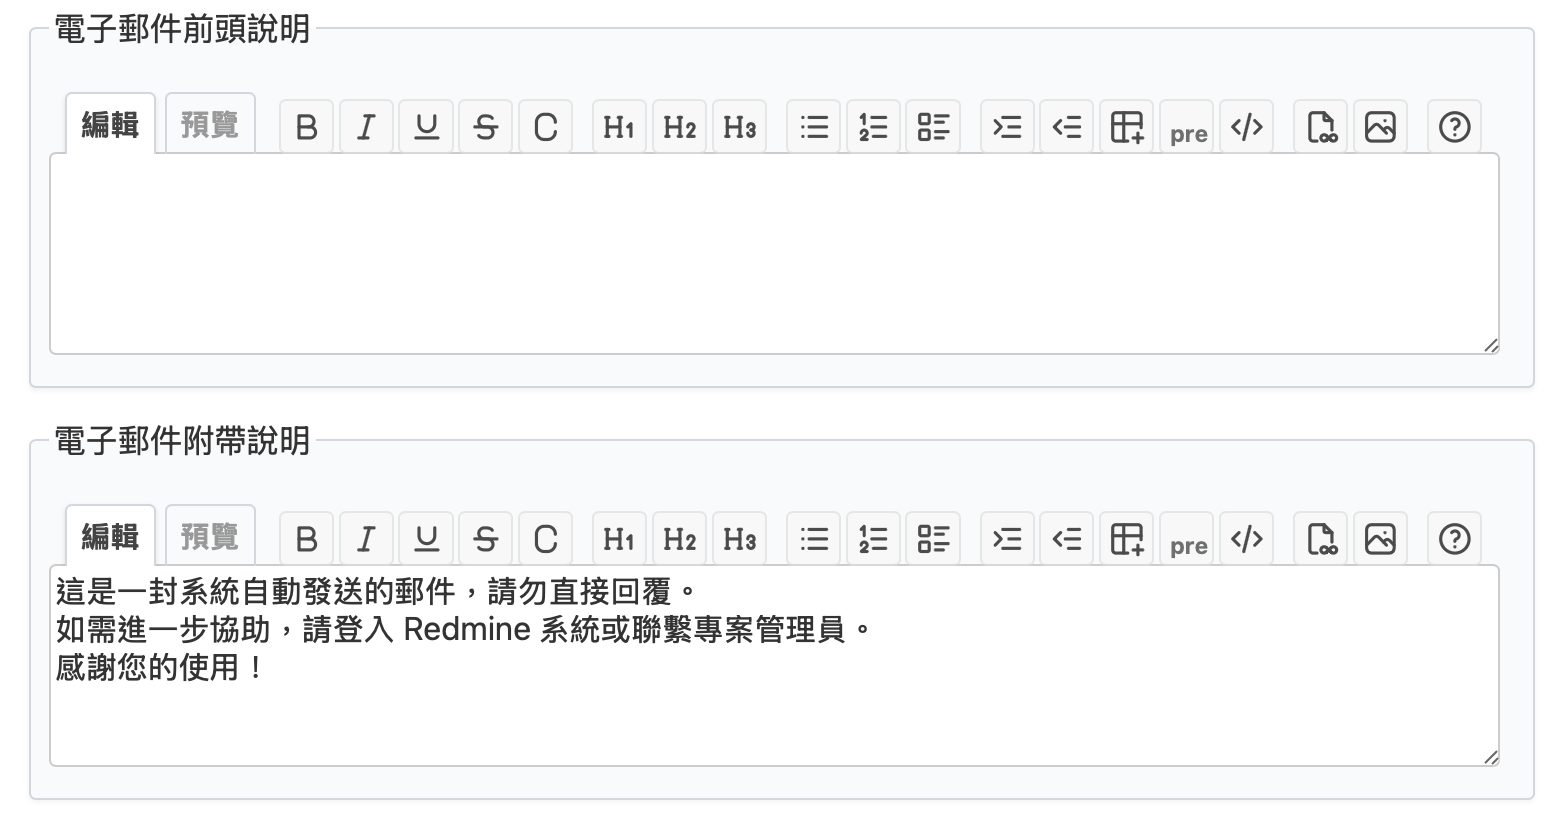 電子郵件前頭說明
編輯 預覽 B I U S C H1 H2 H3 pre </> ?
電子郵件附帶說明
編輯 預覽 B I U S C H1 H2 H3 pre </> ?
這是一封系統自動發送的郵件，請勿直接回覆。
如需進一步協助，請登入 Redmine 系統或聯繫專案管理員。
感謝您的使用！